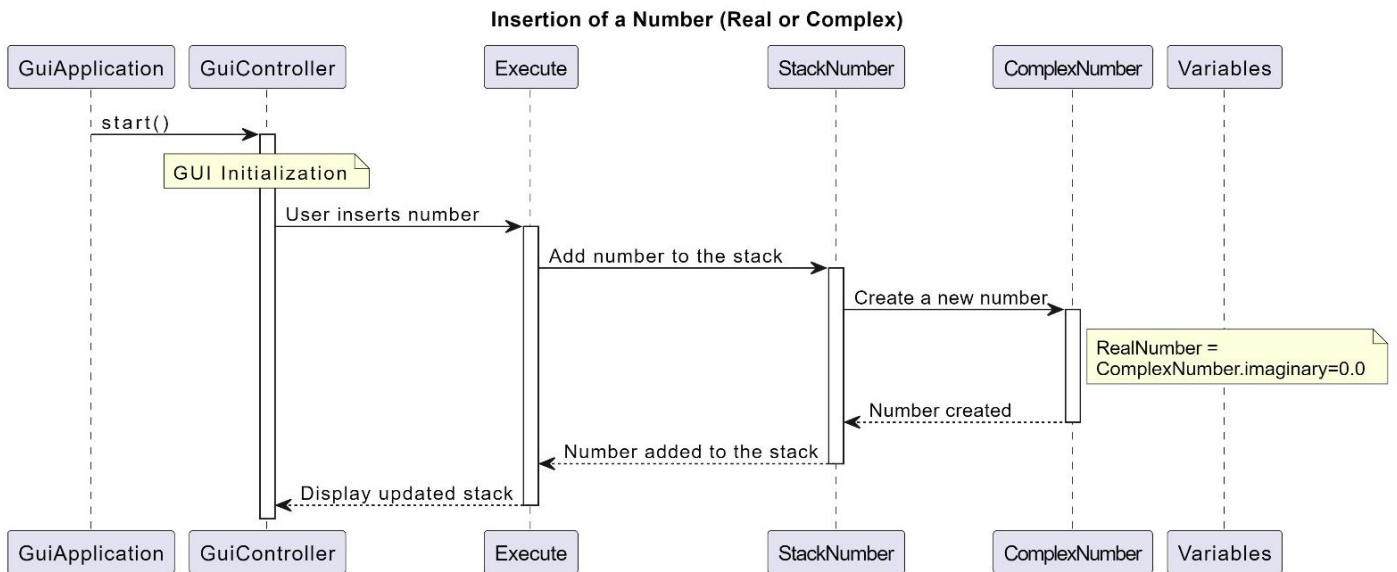 Insertion of a Number (Real or Complex)
GuiApplication
GuiController
Execute
StackNumber
ComplexNumber
Variables
start()
GUI Initialization
User inserts number
Add number to the stack
Create a new number
RealNumber =
ComplexNumber.imaginary=0.0
Number created
Number added to the stack
Display updated stack
GuiApplication
GuiController
Execute
StackNumber
ComplexNumber
Variables